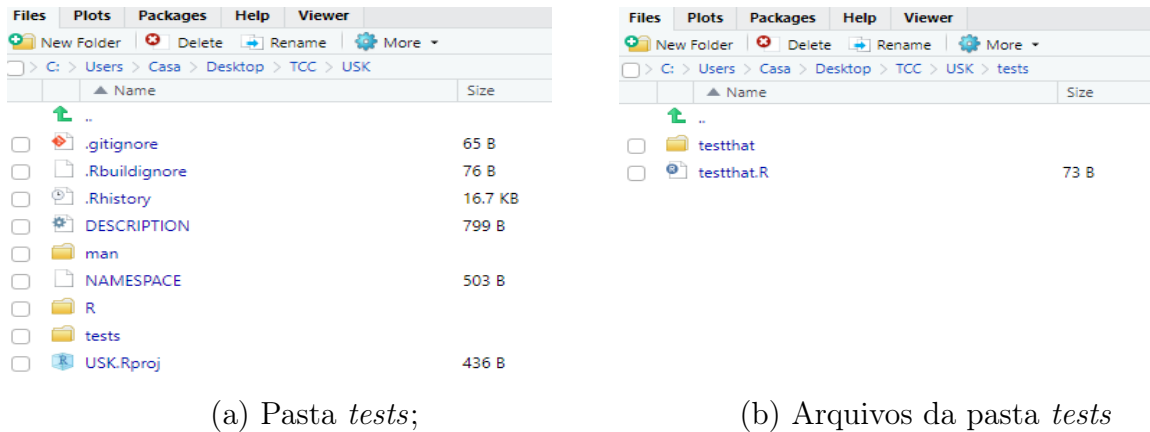 Files Plots Packages Help Viewer
New Folder Delete Rename More
C: > Users > Casa > Desktop > TCC > USK
Name Size
..
.gitignore 65 B
.Rbuildignore 76 B
.Rhistory 16.7 KB
DESCRIPTION 799 B
man
NAMESPACE 503 B
R
tests
USK.Rproj 436 B
(a) Pasta tests;
Files Plots Packages Help Viewer
New Folder Delete Rename More
C: > Users > Casa > Desktop > TCC > USK > tests
Name Size
..
testthat
testthat.R 73 B
(b) Arquivos da pasta tests